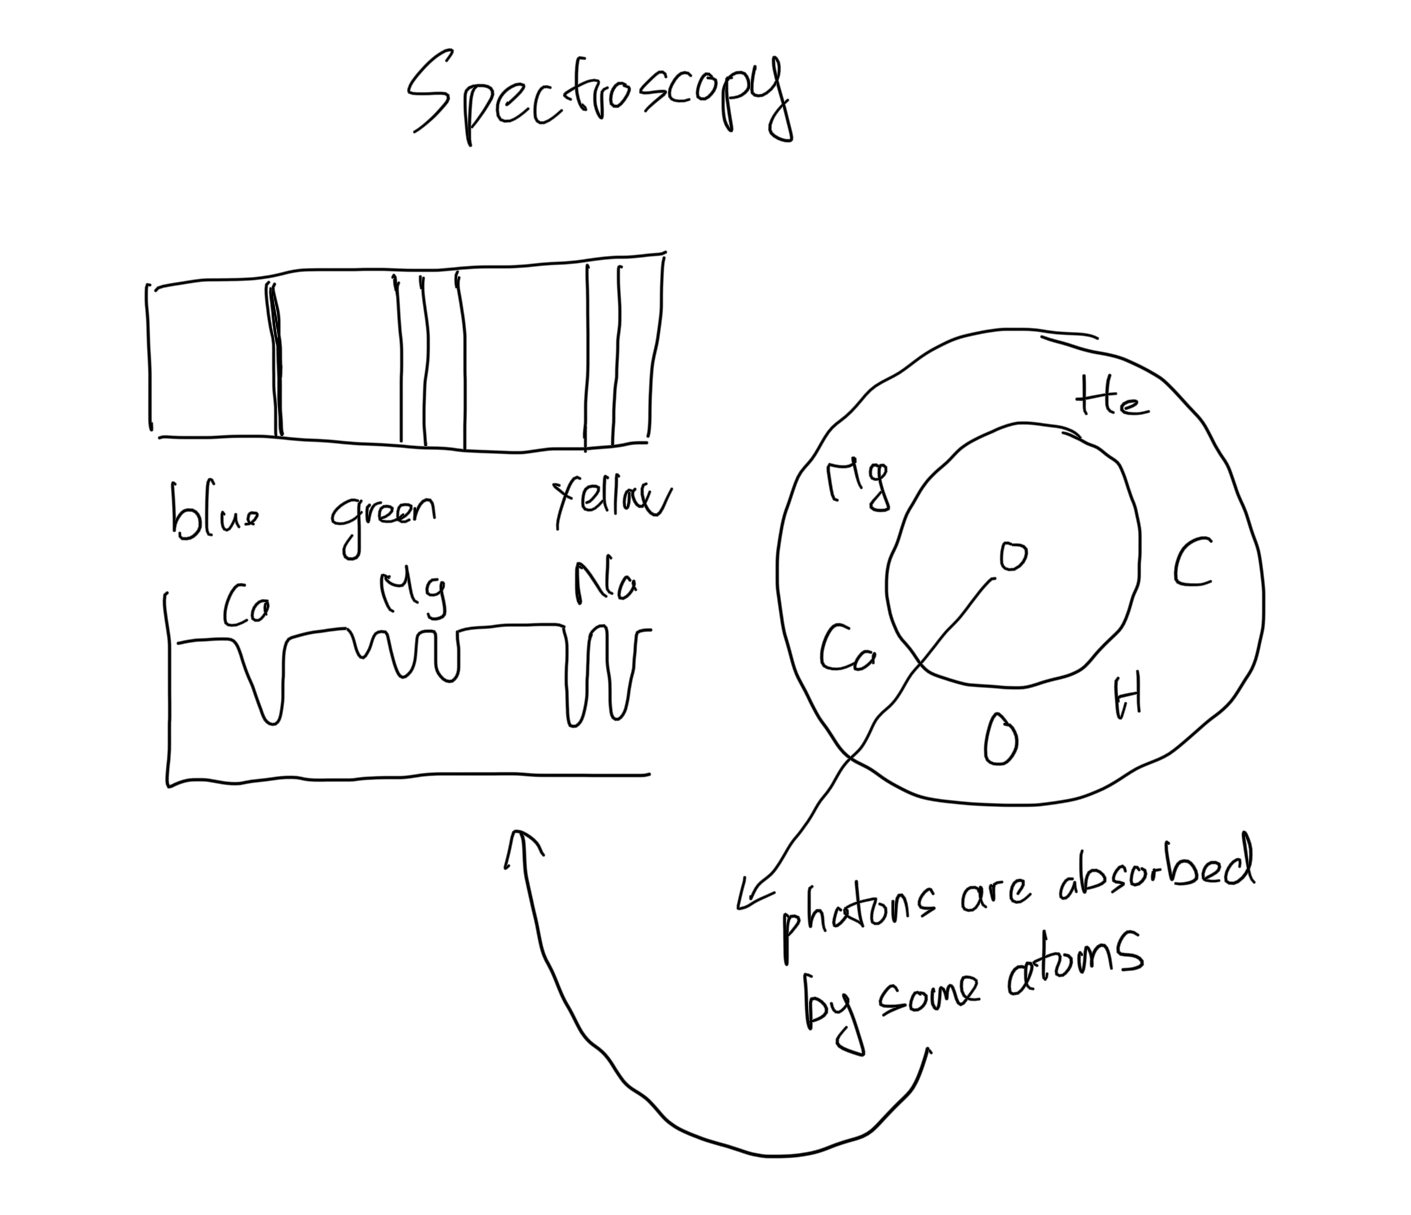 Spectroscopy
blue green yellow
Ca Mg Na
He
Mg
C
Ca
H
O
photons are absorbed
by some atoms